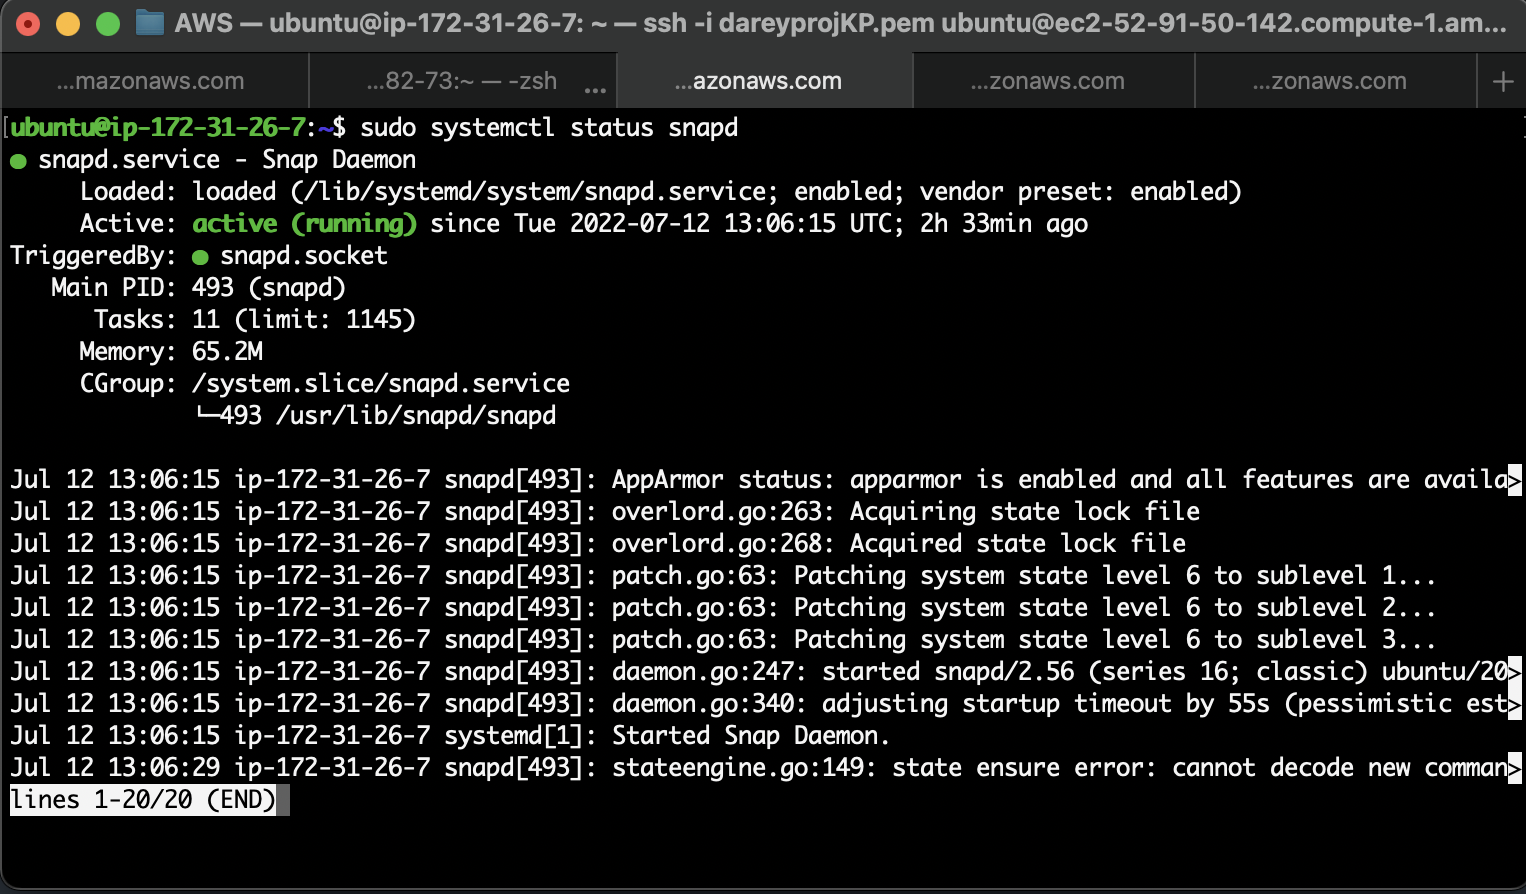 AWS — ubuntu@ip-172-31-26-7: ~ — ssh -i dareyprojKP.pem ubuntu@ec2-52-91-50-142.compute-1.am...
...mazonaws.com ...82-73:~ — -zsh ... ...azonaws.com ...zonaws.com ...zonaws.com +
[ubuntu@ip-172-31-26-7:~$ sudo systemctl status snapd
● snapd.service - Snap Daemon
Loaded: loaded (/lib/systemd/system/snapd.service; enabled; vendor preset: enabled)
Active: active (running) since Tue 2022-07-12 13:06:15 UTC; 2h 33min ago
TriggeredBy: ● snapd.socket
Main PID: 493 (snapd)
Tasks: 11 (limit: 1145)
Memory: 65.2M
CGroup: /system.slice/snapd.service
└─493 /usr/lib/snapd/snapd
Jul 12 13:06:15 ip-172-31-26-7 snapd[493]: AppArmor status: apparmor is enabled and all features are availa>
Jul 12 13:06:15 ip-172-31-26-7 snapd[493]: overlord.go:263: Acquiring state lock file
Jul 12 13:06:15 ip-172-31-26-7 snapd[493]: overlord.go:268: Acquired state lock file
Jul 12 13:06:15 ip-172-31-26-7 snapd[493]: patch.go:63: Patching system state level 6 to sublevel 1...
Jul 12 13:06:15 ip-172-31-26-7 snapd[493]: patch.go:63: Patching system state level 6 to sublevel 2...
Jul 12 13:06:15 ip-172-31-26-7 snapd[493]: patch.go:63: Patching system state level 6 to sublevel 3...
Jul 12 13:06:15 ip-172-31-26-7 snapd[493]: daemon.go:247: started snapd/2.56 (series 16; classic) ubuntu/20>
Jul 12 13:06:15 ip-172-31-26-7 snapd[493]: daemon.go:340: adjusting startup timeout by 55s (pessimistic est>
Jul 12 13:06:15 ip-172-31-26-7 systemd[1]: Started Snap Daemon.
Jul 12 13:06:29 ip-172-31-26-7 snapd[493]: stateengine.go:149: state ensure error: cannot decode new comman>
lines 1-20/20 (END)